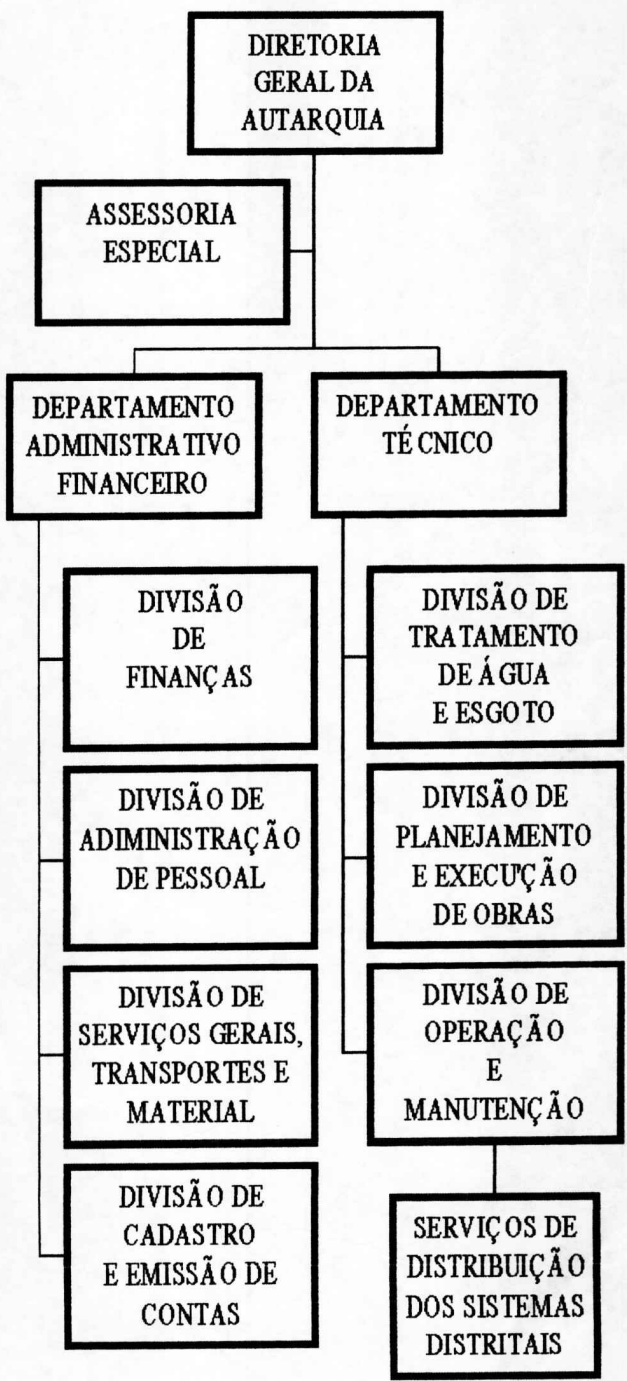 DIRETORIA
GERAL DA
AUTARQUIA
ASSESSORIA
ESPECIAL
DEPARTAMENTO
ADMINISTRATIVO
FINANCEIRO
DEPARTAMENTO
TÉCNICO
DIVISÃO
DE
FINANÇAS
DIVISÃO DE
ADIMINISTRAÇÃO
DE PESSOAL
DIVISÃO DE
SERVIÇOS GERAIS,
TRANSPORTES E
MATERIAL
DIVISÃO DE
CADASTRO
E EMISSÃO DE
CONTAS
DIVISÃO DE
TRATAMENTO
DE ÁGUA
E ESGOTO
DIVISÃO DE
PLANEJAMENTO
E EXECUÇÃO
DE OBRAS
DIVISÃO DE
OPERAÇÃO
E
MANUTENÇÃO
SERVIÇOS DE
DISTRIBUIÇÃO
DOS SISTEMAS
DISTRITAIS